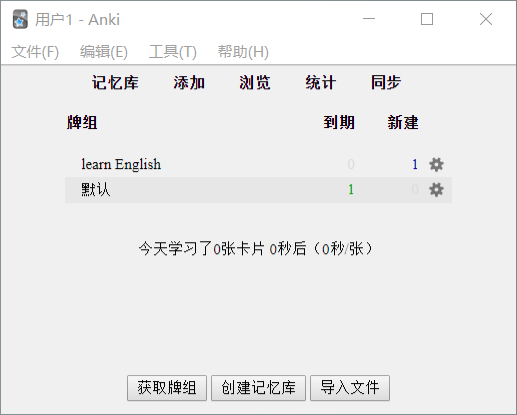 用户1 - Anki
文件(F) 编辑(E) 工具(T) 帮助(H)
记忆库 添加 浏览 统计 同步
牌组 到期 新建
learn English 0 1
默认 1 0
今天学习了0张卡片 0秒后（0秒/张）
获取牌组 创建记忆库 导入文件